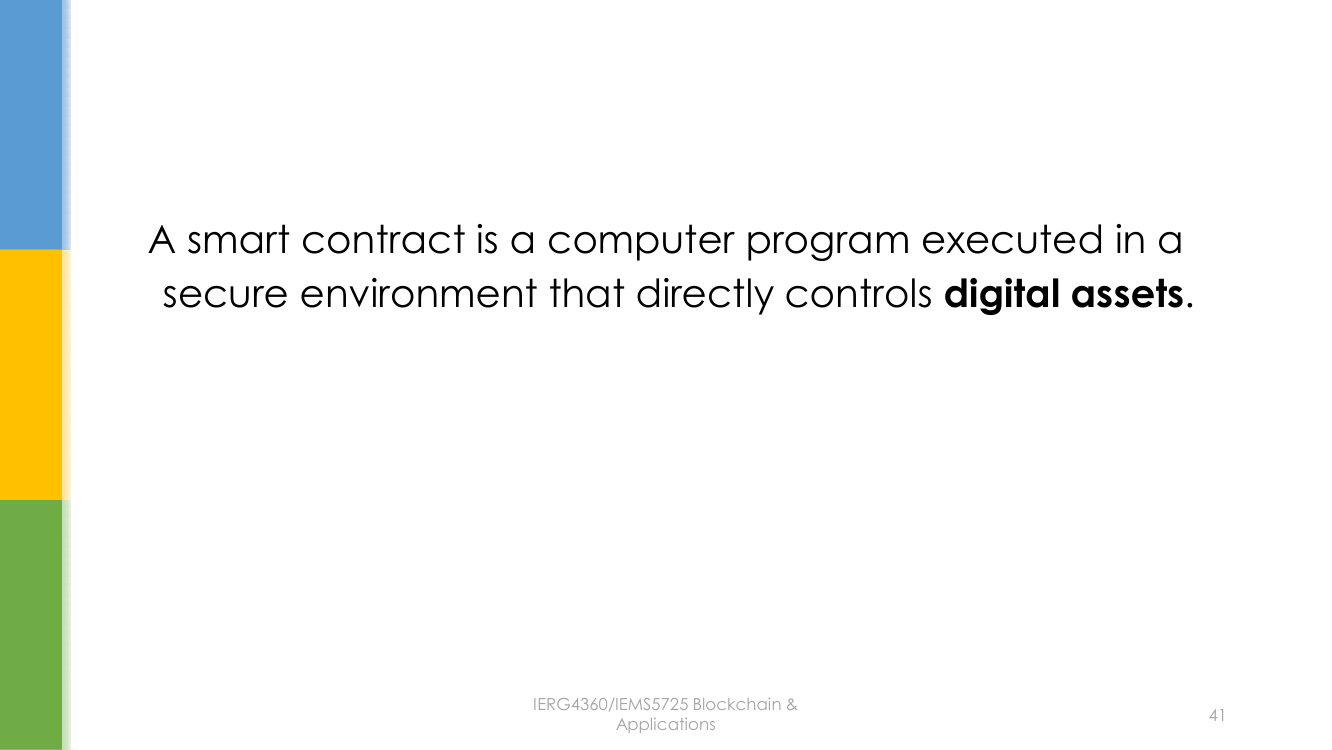 A smart contract is a computer program executed in a
secure environment that directly controls digital assets.
IERG4360/IEMS5725 Blockchain &
Applications
41